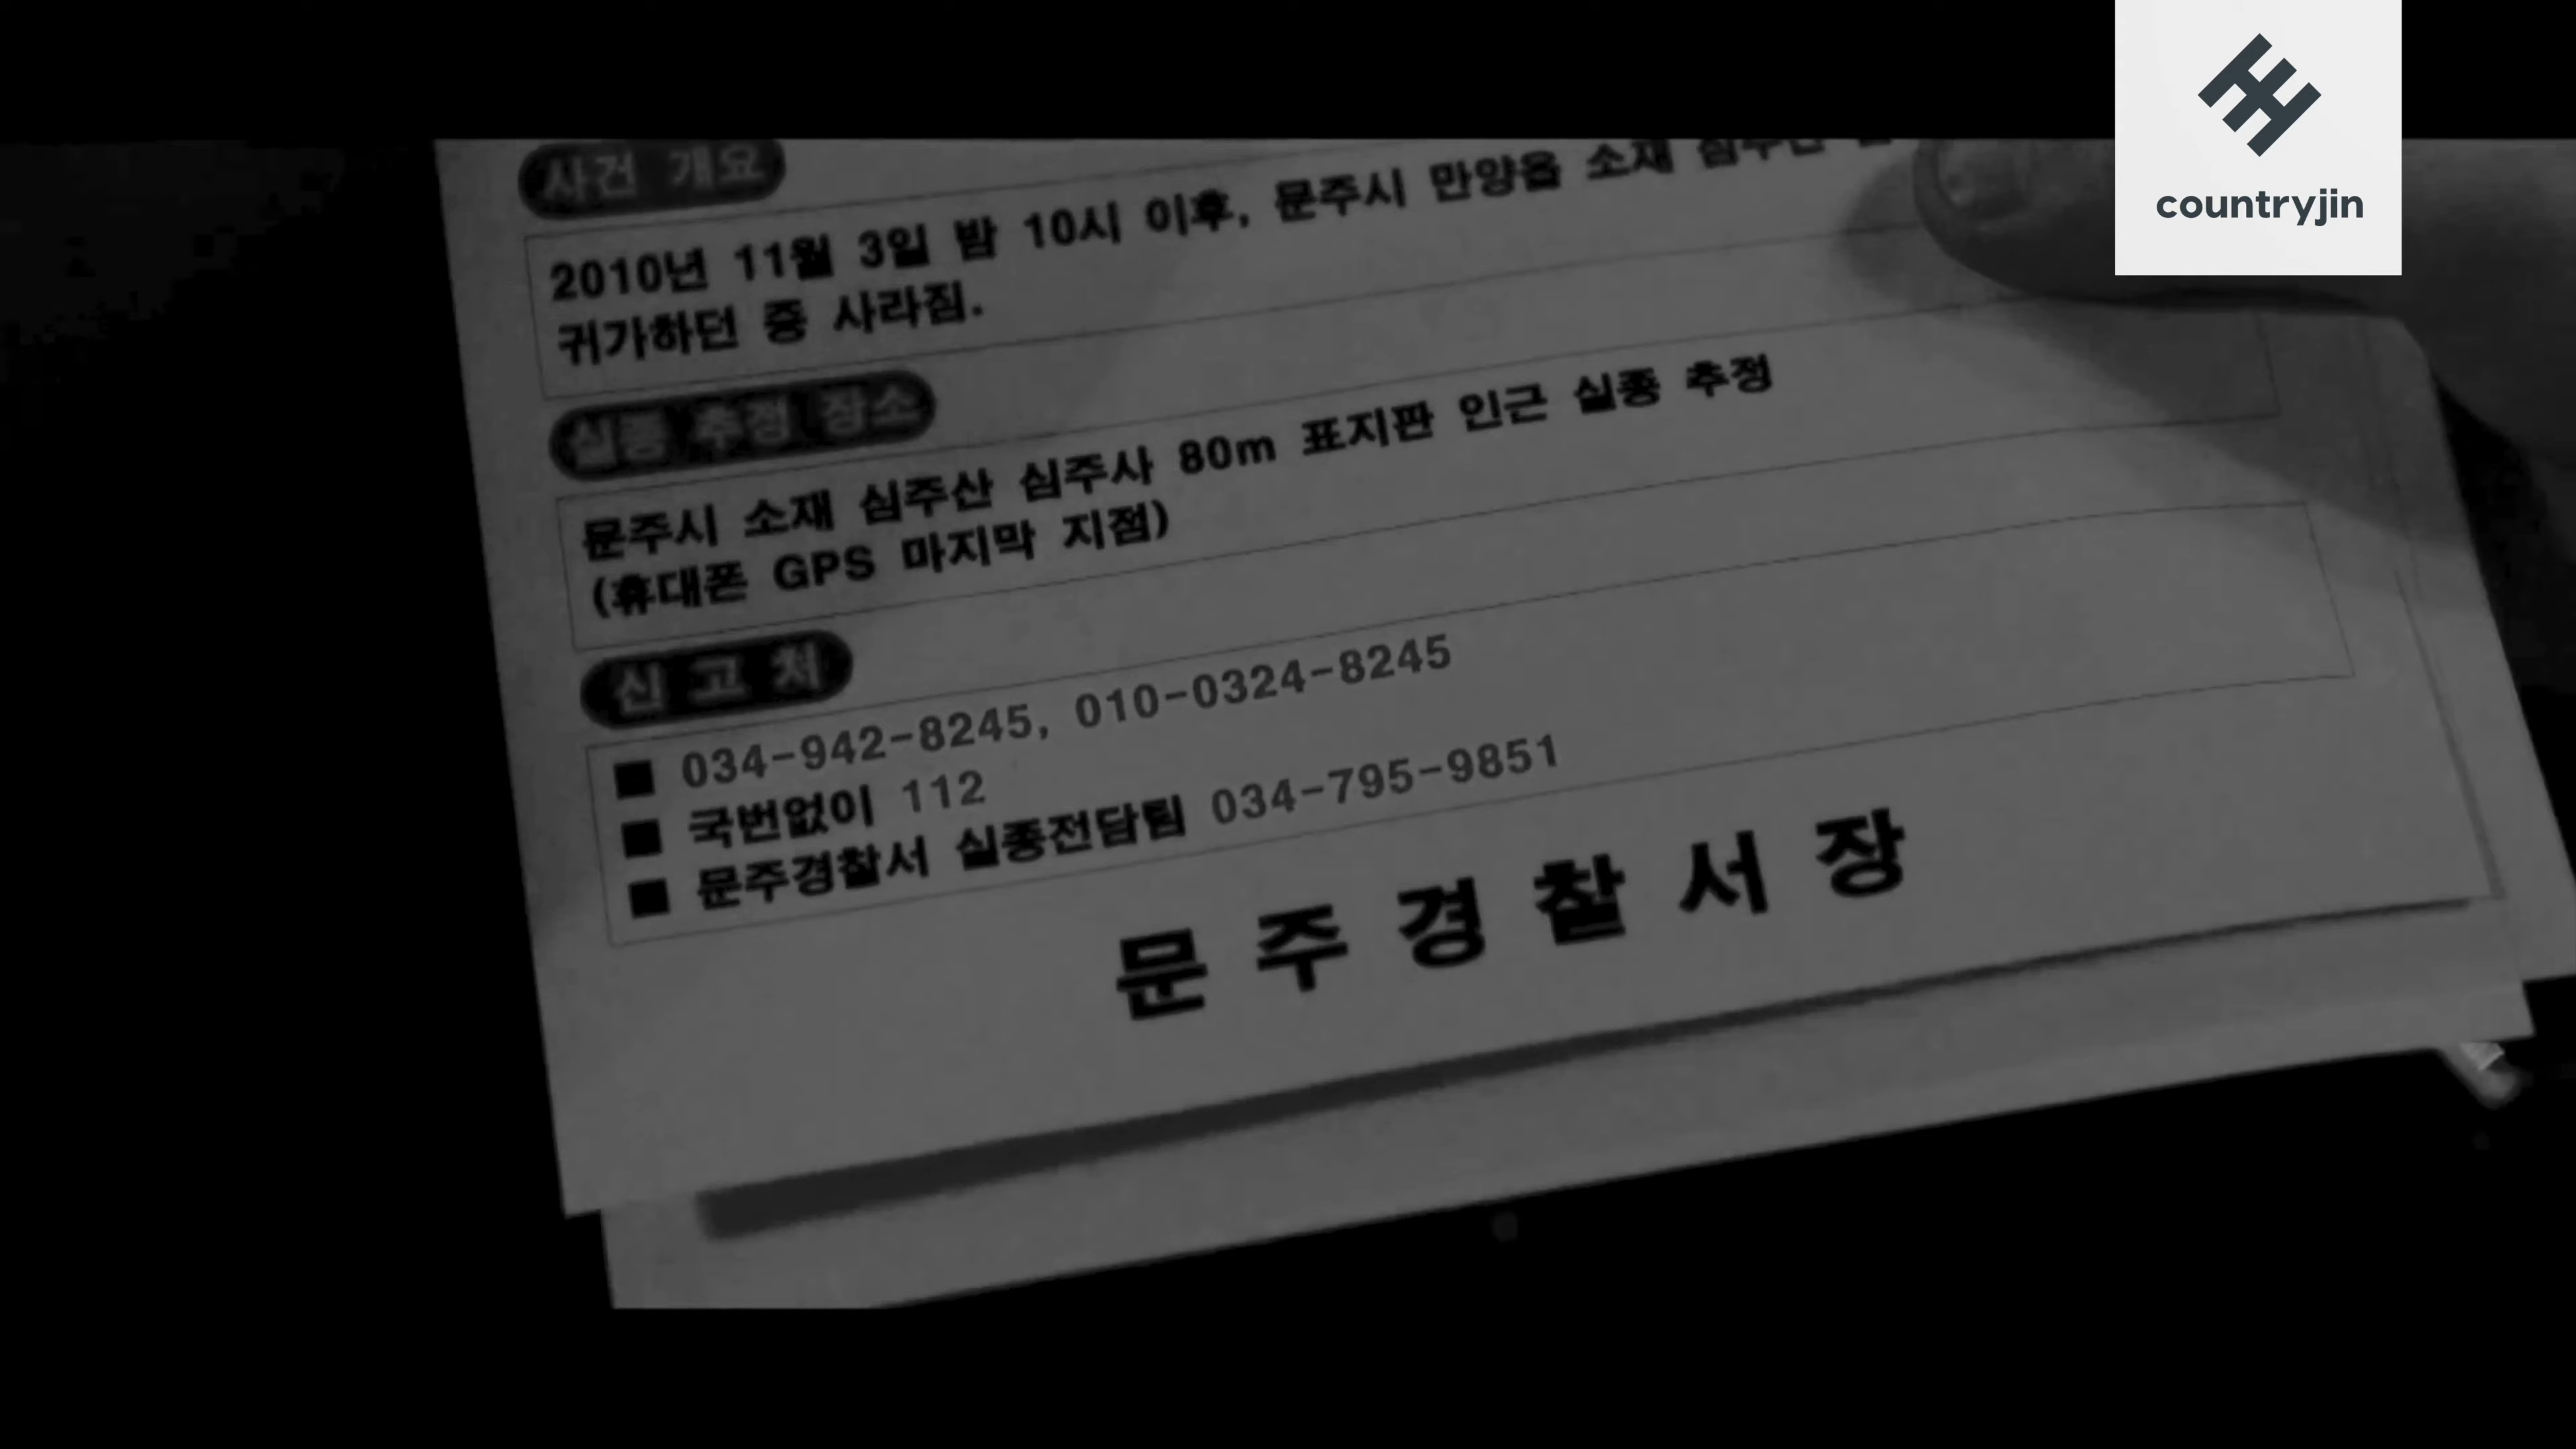 countryjin
사건 개요
2010년 11월 3일 밤 10시 이후, 문주시 만양읍 소재 심주산
귀가하던 중 사라짐.
실종 추정 장소
문주시 소재 심주산 심주사 80m 표지판 인근 실종 추정
(휴대폰 GPS 마지막 지점)
신 고 처
■ 034-942-8245, 010-0324-8245
■ 국번없이 112
■ 문주경찰서 실종전담팀 034-795-9851
문 주 경 찰 서 장